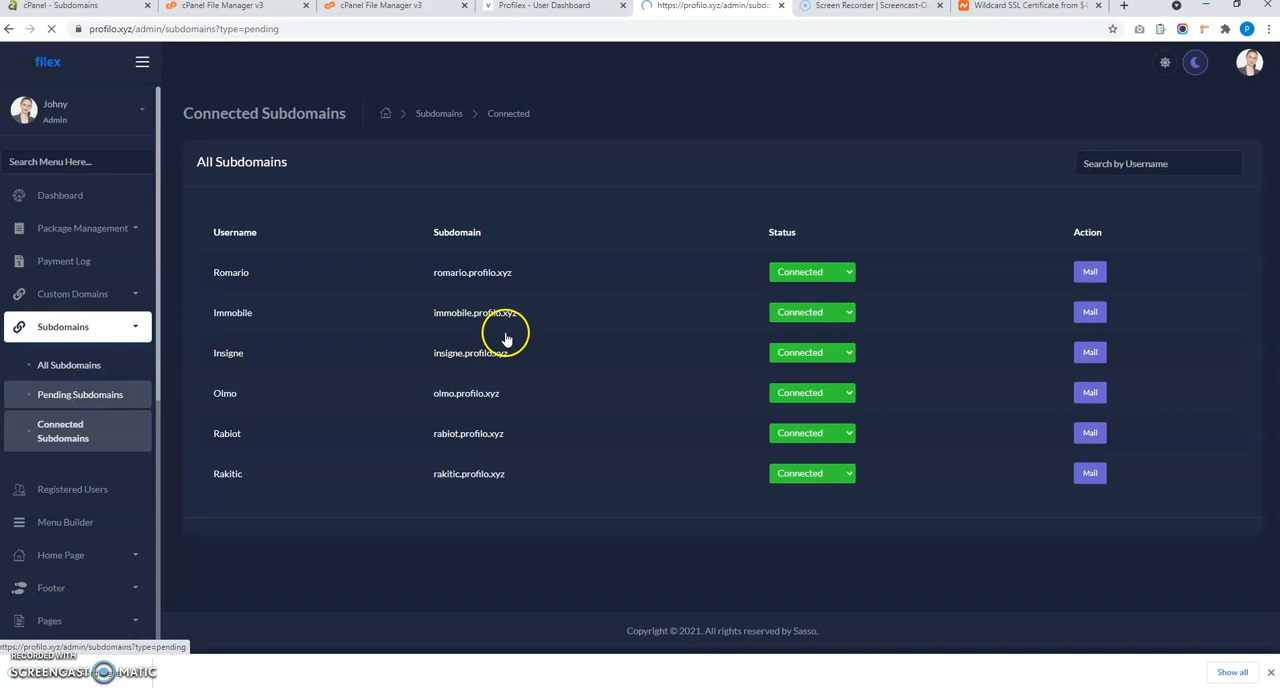 cPanel - Subdomains
cPanel File Manager v3
cPanel File Manager v3
Profilex - User Dashboard
https://profilo.xyz/admin/subdo
Screen Recorder | Screencast-O-
Wildcard SSL Certificate from $4
profilo.xyz/admin/subdomains?type=pending
P
filex
Johny
Admin
Search Menu Here...
Dashboard
Package Management
Payment Log
Custom Domains
Subdomains
All Subdomains
Pending Subdomains
Connected
Subdomains
Registered Users
Menu Builder
Home Page
Footer
Pages
Connected Subdomains
Subdomains
Connected
All Subdomains
Search by Username
Username Subdomain Status Action
Romario romario.profilo.xyz Connected Mail
Immobile immobile.profilo.xyz Connected Mail
Insigne insigne.profilo.xyz Connected Mail
Olmo olmo.profilo.xyz Connected Mail
Rabiot rabiot.profilo.xyz Connected Mail
Rakitic rakitic.profilo.xyz Connected Mail
Copyright © 2021. All rights reserved by Sasso.
https://profilo.xyz/admin/subdomains?type=pending
RECORDED WITH
SCREENCAST MATIC
Show all